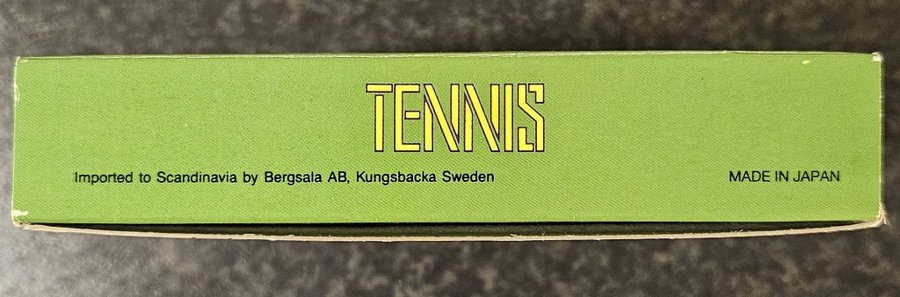 TENNIS
Imported to Scandinavia by Bergsala AB, Kungsbacka Sweden
MADE IN JAPAN